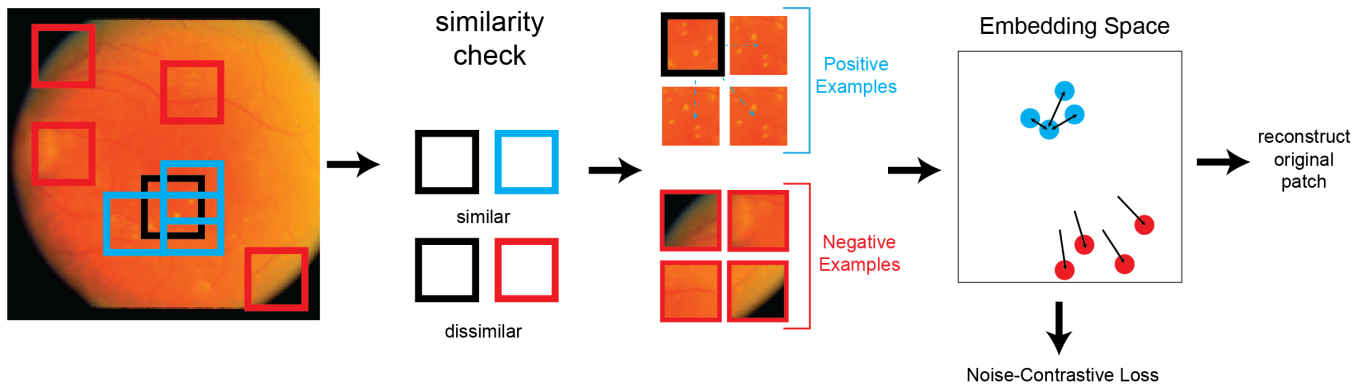 similarity
check
similar
dissimilar
Positive
Examples
Negative
Examples
Embedding Space
Noise-Contrastive Loss
reconstruct
original
patch